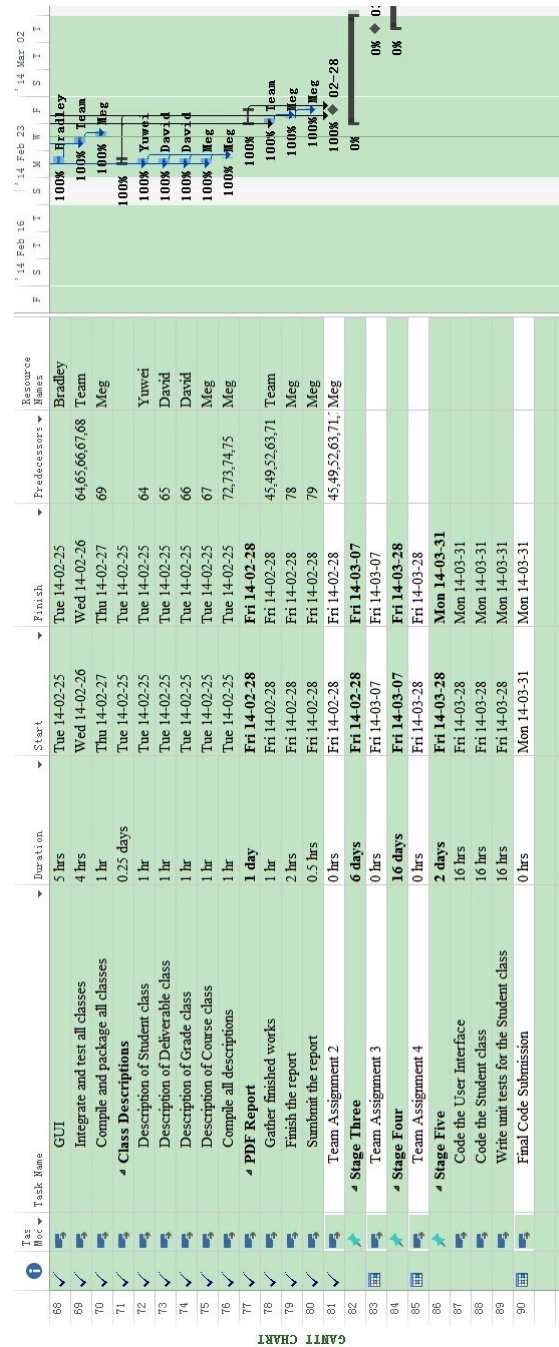 GANTT CHART
Tas Mod Task Name Duration Start Finish Predecessors Resource Names
'14 Feb 16 '14 Feb 23 '14 Mar 02
F S T T S M W F S T T
68 GUI 5 hrs Tue 14-02-25 Tue 14-02-25 Bradley
69 Integrate and test all classes 4 hrs Wed 14-02-26 Wed 14-02-26 64,65,66,67,68 Team
70 Compile and package all classes 1 hr Thu 14-02-27 Thu 14-02-27 69 Meg
71 Class Descriptions 0.25 days Tue 14-02-25 Tue 14-02-25
72 Description of Student class 1 hr Tue 14-02-25 Tue 14-02-25 64 Yuwei
73 Description of Deliverable class 1 hr Tue 14-02-25 Tue 14-02-25 65 David
74 Description of Grade class 1 hr Tue 14-02-25 Tue 14-02-25 66 David
75 Description of Course class 1 hr Tue 14-02-25 Tue 14-02-25 67 Meg
76 Compile all descriptions 1 hr Tue 14-02-25 Tue 14-02-25 72,73,74,75 Meg
77 PDF Report 1 day Fri 14-02-28 Fri 14-02-28
78 Gather finished works 1 hr Fri 14-02-28 Fri 14-02-28 45,49,52,63,71 Team
79 Finish the report 2 hrs Fri 14-02-28 Fri 14-02-28 78 Meg
80 Sumbmit the report 0.5 hrs Fri 14-02-28 Fri 14-02-28 79 Meg
81 Team Assignment 2 0 hrs Fri 14-02-28 Fri 14-02-28 45,49,52,63,71, Meg
82 Stage Three 6 days Fri 14-02-28 Fri 14-03-07
83 Team Assignment 3 0 hrs Fri 14-03-07 Fri 14-03-07
84 Stage Four 16 days Fri 14-03-07 Fri 14-03-28
85 Team Assignment 4 0 hrs Fri 14-03-28 Fri 14-03-28
86 Stage Five 2 days Fri 14-03-28 Mon 14-03-31
87 Code the User Interface 16 hrs Fri 14-03-28 Mon 14-03-31
88 Code the Student class 16 hrs Fri 14-03-28 Mon 14-03-31
89 Write unit tests for the Student class 16 hrs Fri 14-03-28 Mon 14-03-31
90 Final Code Submission 0 hrs Mon 14-03-31 Mon 14-03-31
100% Bradley
100% Team
100% Meg
100%
100% Yuwei
100% David
100% David
100% Meg
100% Meg
100%
100% Team
100% Meg
100% Meg
100% 02-28
0%
0%
0%